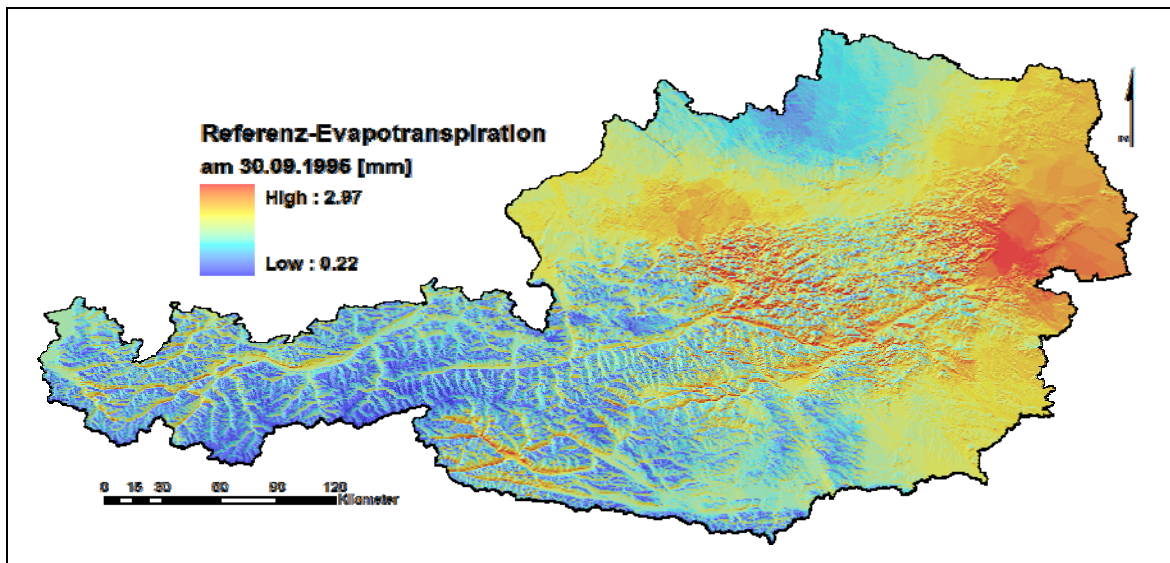 Referenz-Evapotranspiration
am 30.09.1995 [mm]
High : 2.97
Low : 0.22
0 15 30 60 90 120
Kilometer
N